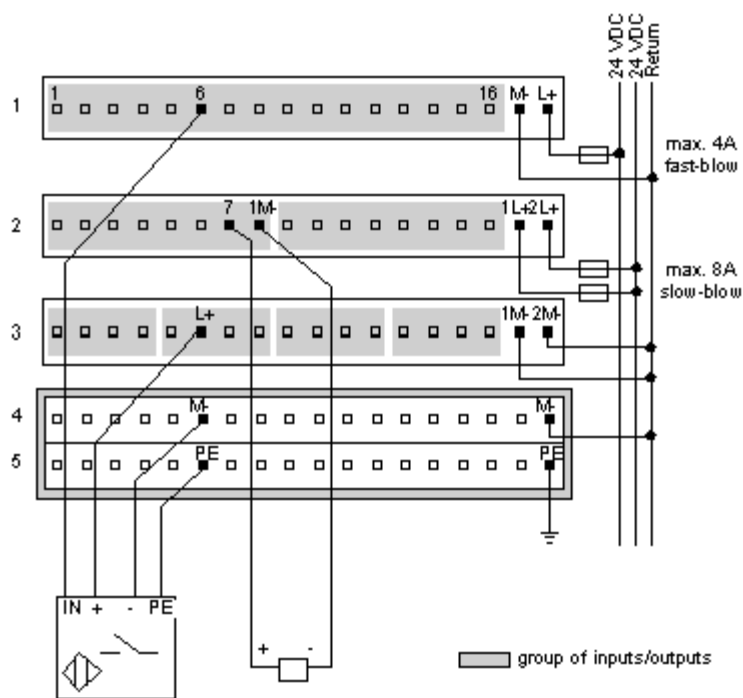 24 VDC
24 VDC
Return
1 6 16 M- L+
1
max. 4A
fast-blow
7 1M- 1L+2L+
2
max. 8A
slow-blow
L+ 1M-2M-
3
4 M- M-
5 PE PE
IN + - PE
+ -
group of inputs/outputs